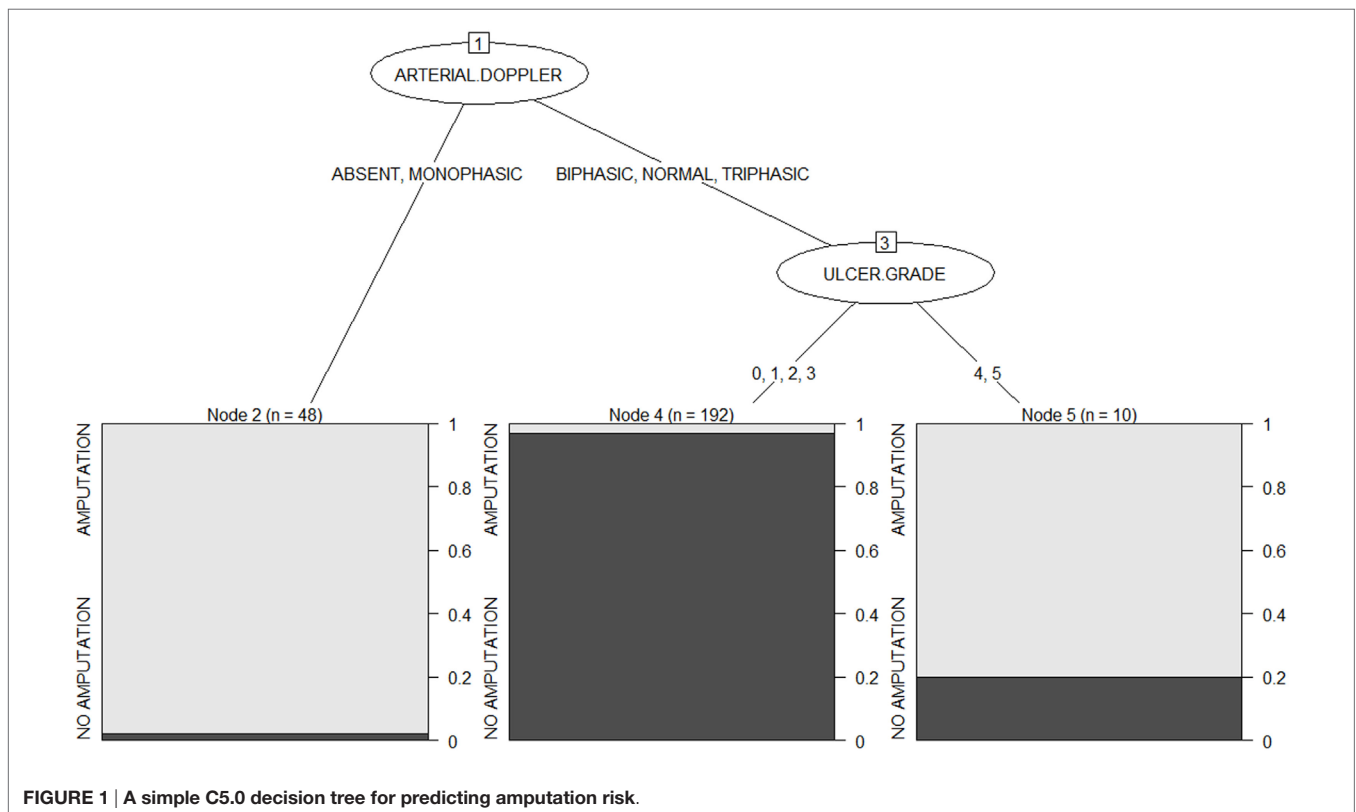 1
ARTERIAL.DOPPLER
ABSENT, MONOPHASIC
BIPHASIC, NORMAL, TRIPHASIC
3
ULCER.GRADE
0, 1, 2, 3
4, 5
Node 2 (n = 48)
AMPUTATION
NO AMPUTATION
1
0.8
0.6
0.4
0.2
0
Node 4 (n = 192)
AMPUTATION
NO AMPUTATION
1
0.8
0.6
0.4
0.2
0
Node 5 (n = 10)
AMPUTATION
NO AMPUTATION
1
0.8
0.6
0.4
0.2
0
FIGURE 1 | A simple C5.0 decision tree for predicting amputation risk.